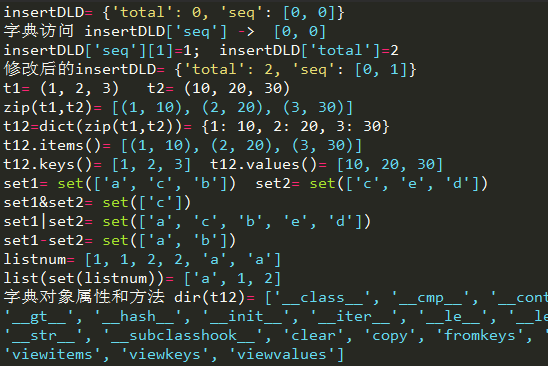 insertDLD= {'total': 0, 'seq': [0, 0]}
字典访问 insertDLD['seq'] ->  [0, 0]
insertDLD['seq'][1]=1;  insertDLD['total']=2
修改后的insertDLD= {'total': 2, 'seq': [0, 1]}
t1= (1, 2, 3)   t2= (10, 20, 30)
zip(t1,t2)= [(1, 10), (2, 20), (3, 30)]
t12=dict(zip(t1,t2))= {1: 10, 2: 20, 3: 30}
t12.items()= [(1, 10), (2, 20), (3, 30)]
t12.keys()= [1, 2, 3]  t12.values()= [10, 20, 30]
set1= set(['a', 'c', 'b'])  set2= set(['c', 'e', 'd'])
set1&set2= set(['c'])
set1|set2= set(['a', 'c', 'b', 'e', 'd'])
set1-set2= set(['a', 'b'])
listnum= [1, 1, 2, 2, 'a', 'a']
list(set(listnum))= ['a', 1, 2]
字典对象属性和方法 dir(t12)= ['__class__', '__cmp__', '__cont
'__gt__', '__hash__', '__init__', '__iter__', '__le__', '__le
'__str__', '__subclasshook__', 'clear', 'copy', 'fromkeys', '
'viewitems', 'viewkeys', 'viewvalues']